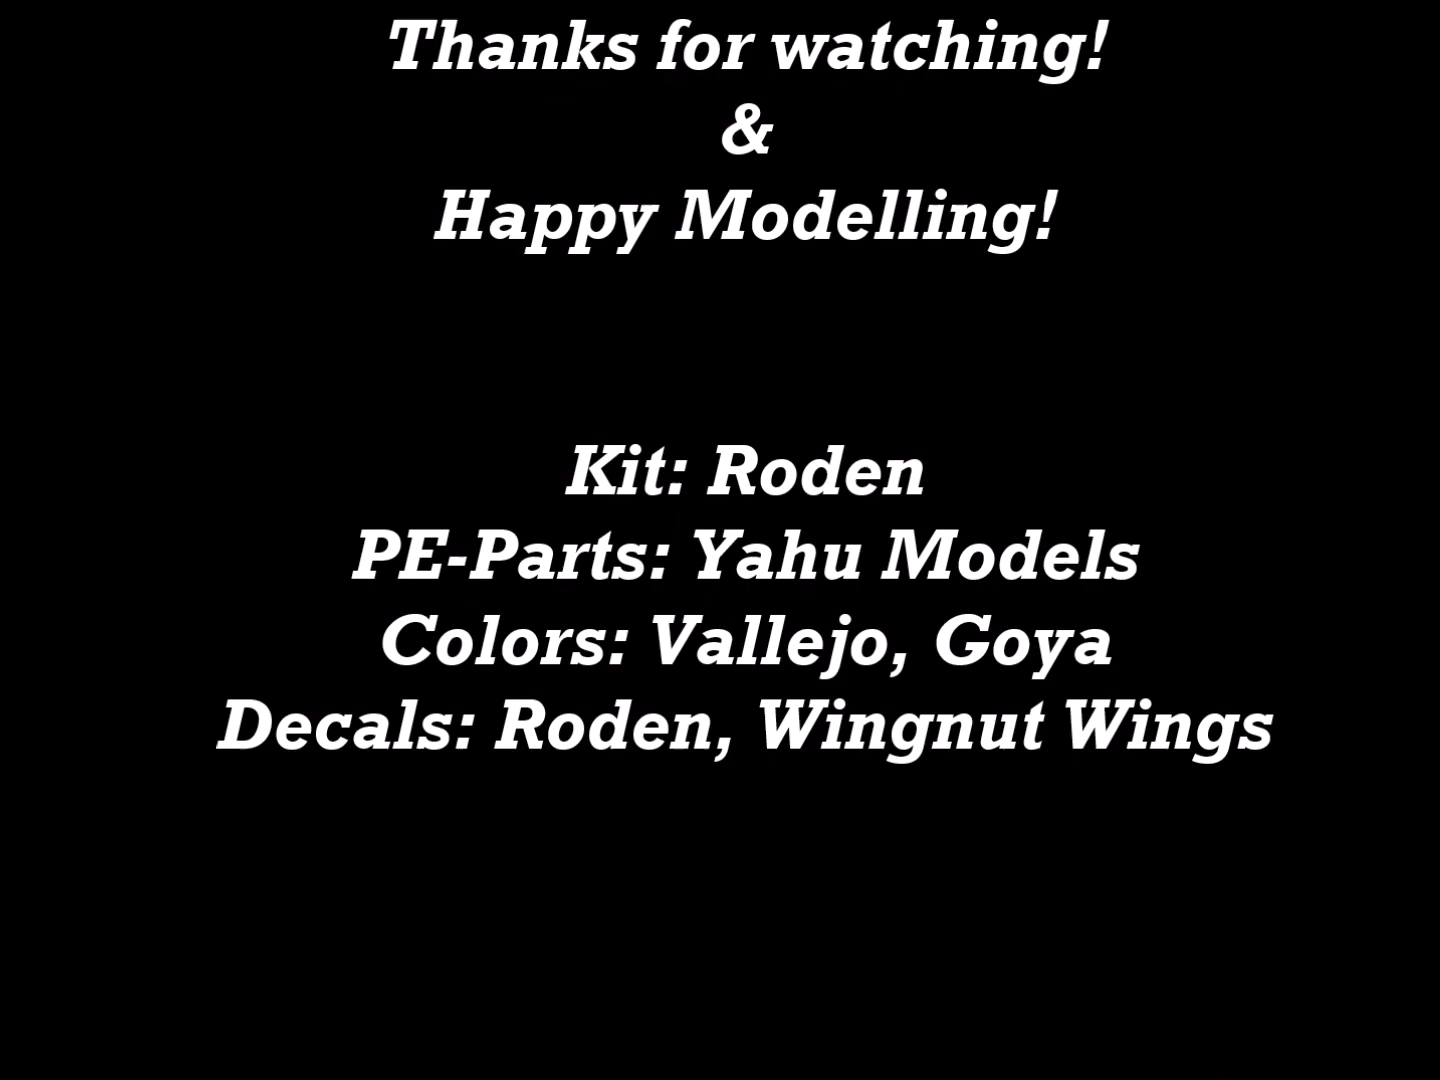 Thanks for watching!
&
Happy Modelling!
Kit: Roden
PE-Parts: Yahu Models
Colors: Vallejo, Goya
Decals: Roden, Wingnut Wings